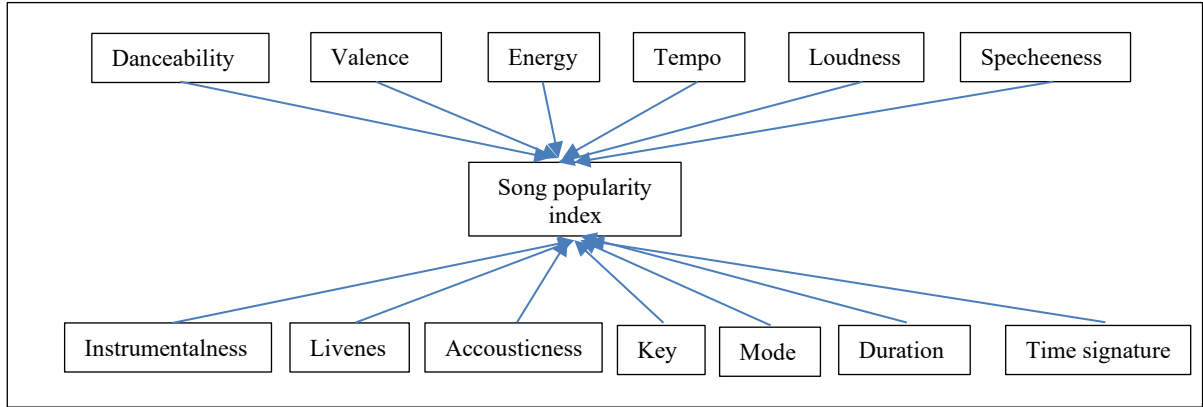 Danceability
Valence
Energy
Tempo
Loudness
Specheeness
Song popularity
index
Instrumentalness
Livenes
Accousticness
Key
Mode
Duration
Time signature